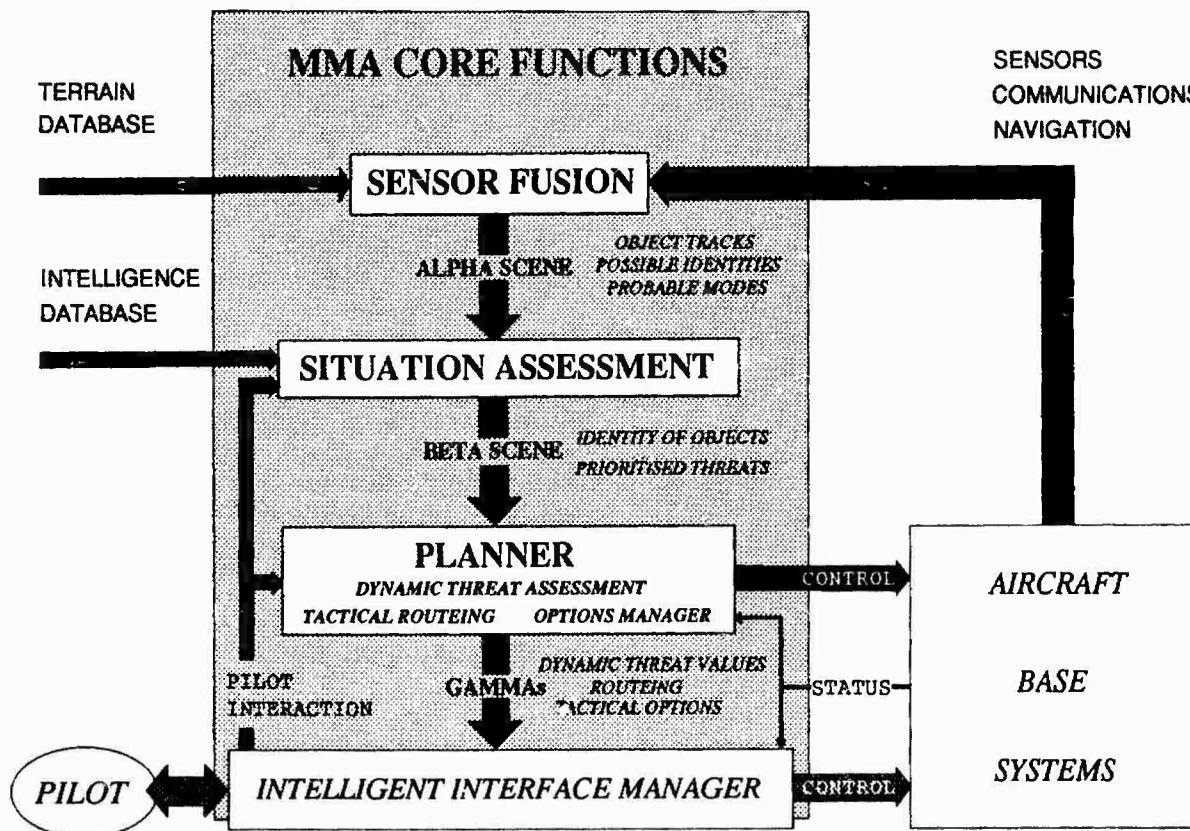 MMA CORE FUNCTIONS
TERRAIN
DATABASE
SENSORS
COMMUNICATIONS
NAVIGATION
SENSOR FUSION
ALPHA SCENE
OBJECT TRACKS
POSSIBLE IDENTITIES
PROBABLE MODES
INTELLIGENCE
DATABASE
SITUATION ASSESSMENT
BETA SCENE
IDENTITY OF OBJECTS
PRIORITISED THREATS
PLANNER
DYNAMIC THREAT ASSESSMENT
TACTICAL ROUTEING OPTIONS MANAGER
CONTROL
AIRCRAFT
BASE
SYSTEMS
PILOT
INTERACTION
GAMMAs
DYNAMIC THREAT VALUES
ROUTEING
TACTICAL OPTIONS
STATUS
PILOT
INTELLIGENT INTERFACE MANAGER
CONTROL